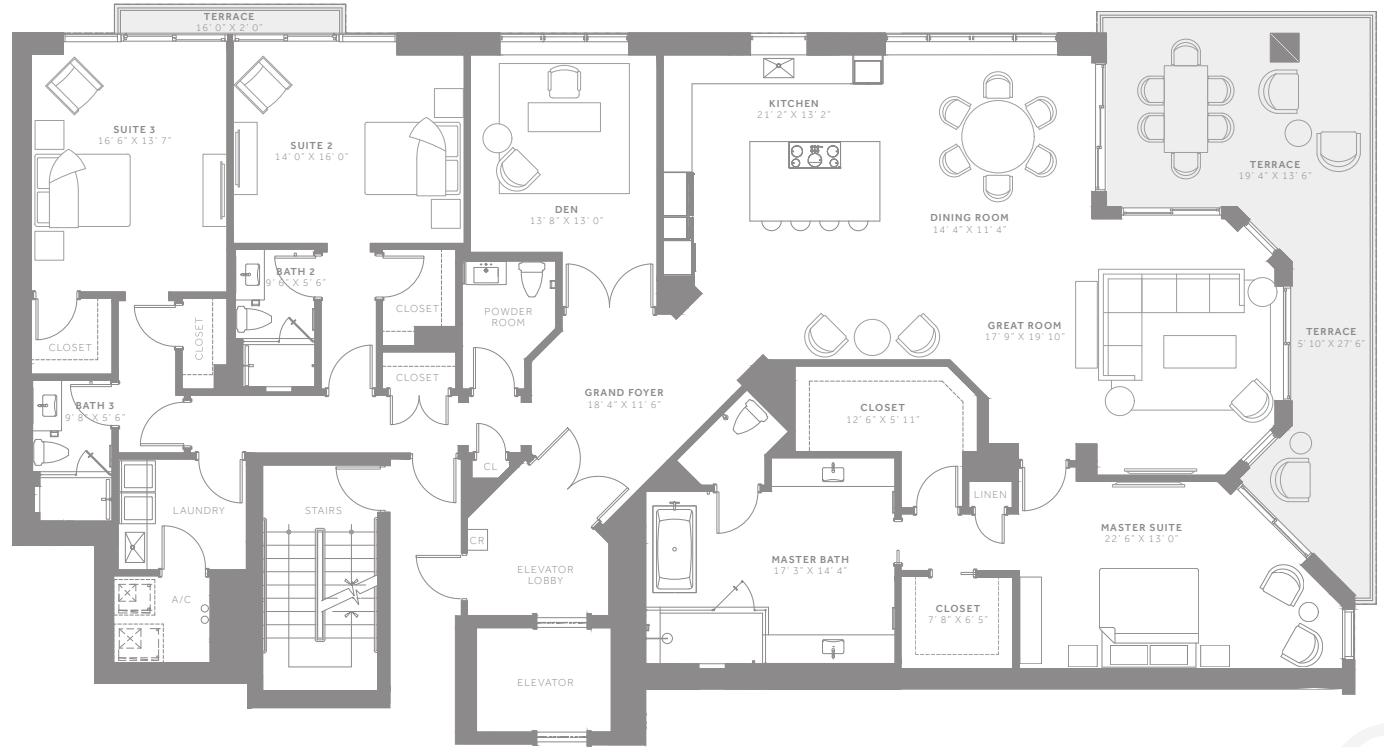 TERRACE
16' 0" X 2' 0"
SUITE 3
16' 6" X 13' 7"
SUITE 2
14' 0" X 16' 0"
DEN
13' 8" X 13' 0"
KITCHEN
21' 2" X 13' 2"
DINING ROOM
14' 4" X 11' 4"
TERRACE
19' 4" X 13' 6"
BATH 2
9' 6" X 5' 6"
CLOSET
POWDER
ROOM
CLOSET
CLOSET
CLOSET
GREAT ROOM
17' 9" X 19' 10"
TERRACE
5' 10" X 27' 6"
BATH 3
9' 8" X 5' 6"
GRAND FOYER
18' 4" X 11' 6"
CLOSET
12' 6" X 5' 11"
CL
LINEN
LAUNDRY
STAIRS
CR
MASTER SUITE
22' 6" X 13' 0"
ELEVATOR
LOBBY
MASTER BATH
17' 3" X 14' 4"
A/C
CLOSET
7' 8" X 6' 5"
ELEVATOR